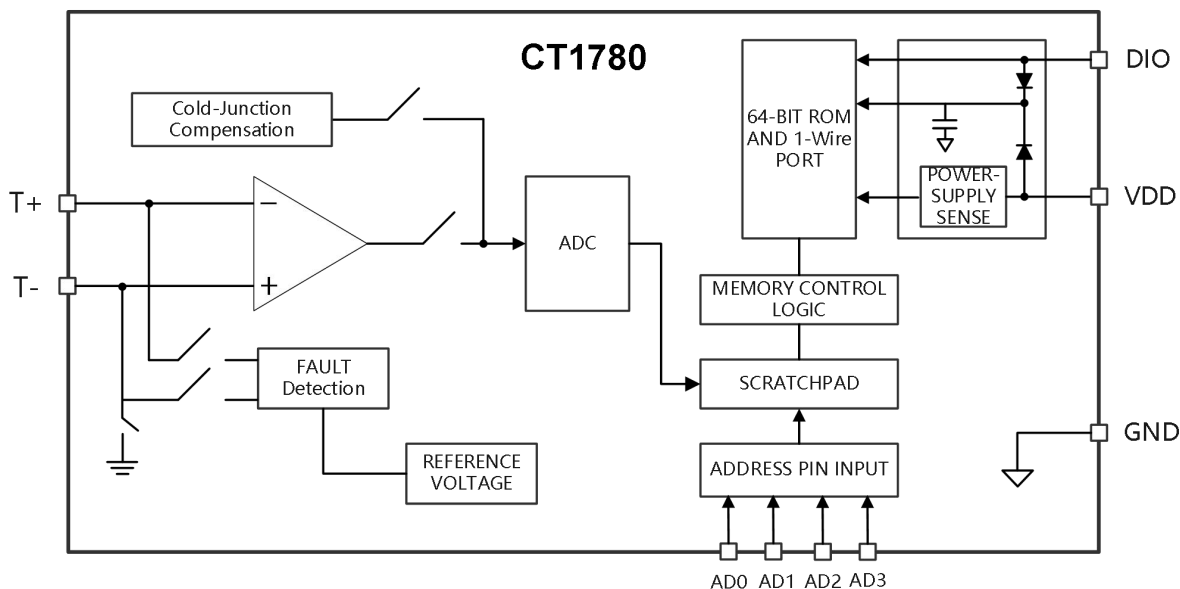 CT1780
DIO
Cold-Junction
Compensation
64-BIT ROM
AND 1-Wire
PORT
T+
−
POWER-
SUPPLY
SENSE
VDD
ADC
T-
+
MEMORY CONTROL
LOGIC
FAULT
Detection
SCRATCHPAD
GND
REFERENCE
VOLTAGE
ADDRESS PIN INPUT
AD0 AD1 AD2 AD3